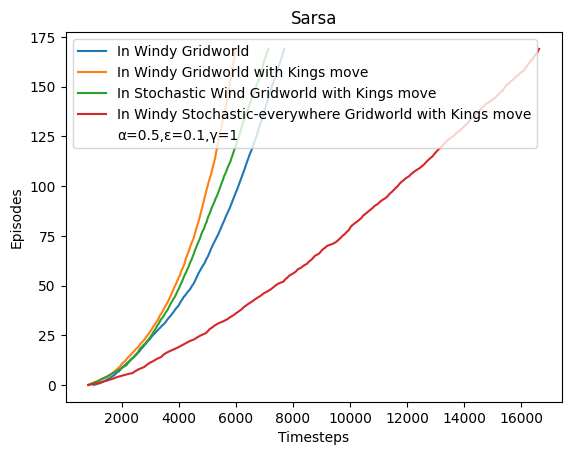 Sarsa
In Windy Gridworld
In Windy Gridworld with Kings move
In Stochastic Wind Gridworld with Kings move
In Windy Stochastic-everywhere Gridworld with Kings move
α=0.5,ε=0.1,γ=1
175
150
125
100
75
50
25
0
Episodes
2000 4000 6000 8000 10000 12000 14000 16000
Timesteps